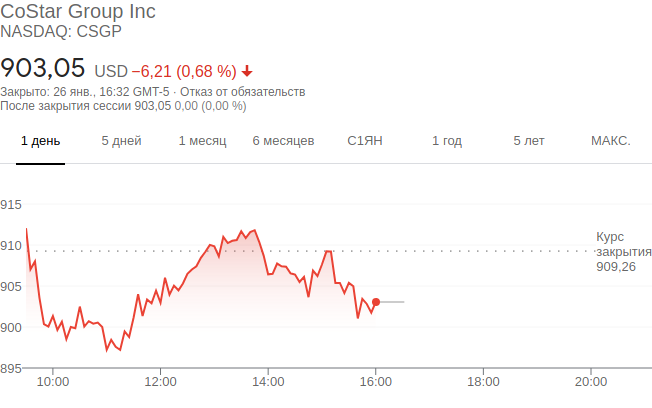 CoStar Group Inc
NASDAQ: CSGP
903,05 USD −6,21 (0,68 %)
Закрыто: 26 янв., 16:32 GMT-5 · Отказ от обязательств
После закрытия сессии 903,05 0,00 (0,00 %)
1 день 5 дней 1 месяц 6 месяцев С1ЯН 1 год 5 лет МАКС.
915
910
905
900
895
Курс
закрытия
909,26
10:00 12:00 14:00 16:00 18:00 20:00